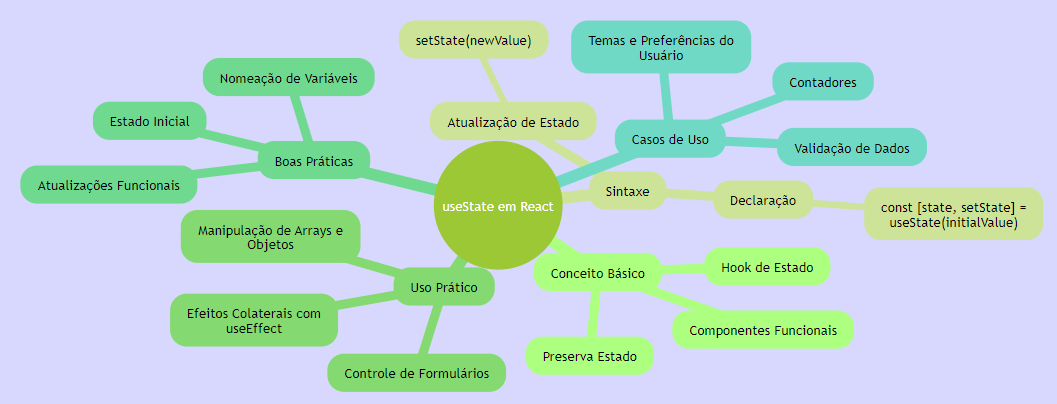 setState(newValue)
Temas e Preferências do
Usuário
Nomeação de Variáveis
Contadores
Estado Inicial
Atualização de Estado
Casos de Uso
Validação de Dados
Boas Práticas
Atualizações Funcionais
Sintaxe
Declaração
const [state, setState] =
useState(initialValue)
useState em React
Manipulação de Arrays e
Objetos
Conceito Básico
Hook de Estado
Uso Prático
Efeitos Colaterais com
useEffect
Componentes Funcionais
Preserva Estado
Controle de Formulários